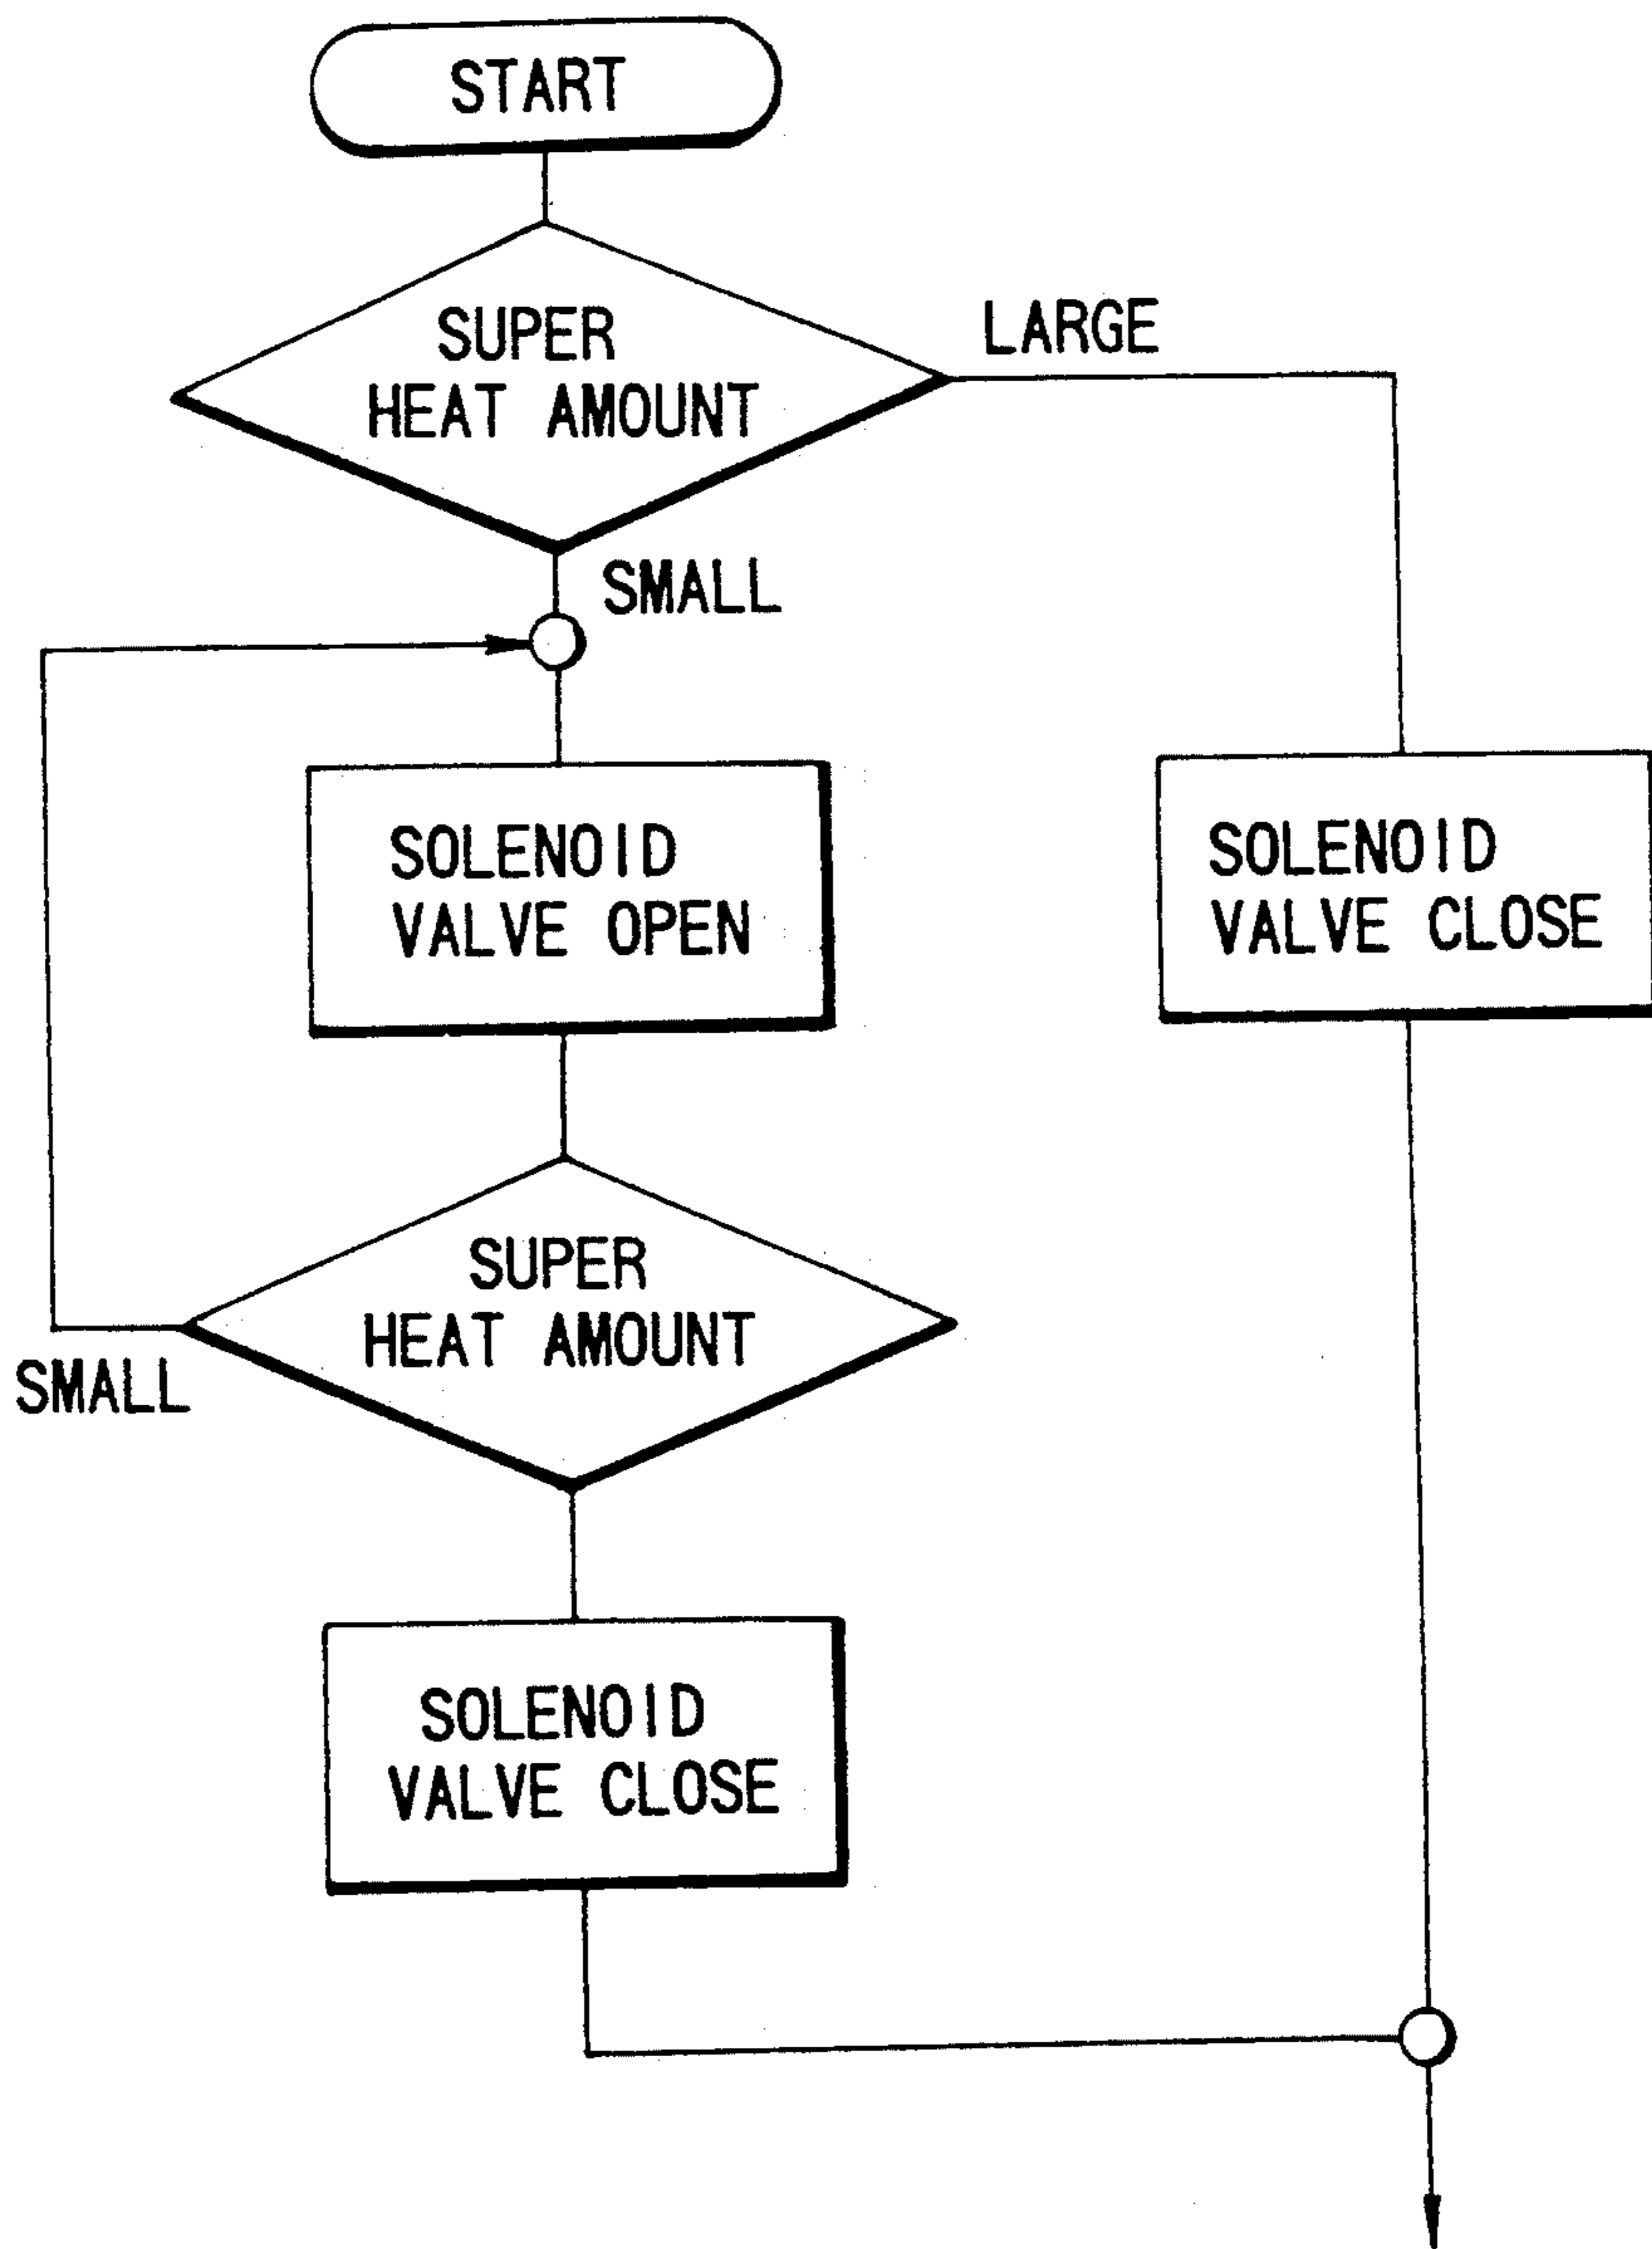 START
SUPER
HEAT AMOUNT
LARGE
SMALL
SOLENOID
VALVE OPEN
SOLENOID
VALVE CLOSE
SUPER
HEAT AMOUNT
SMALL
SOLENOID
VALVE CLOSE